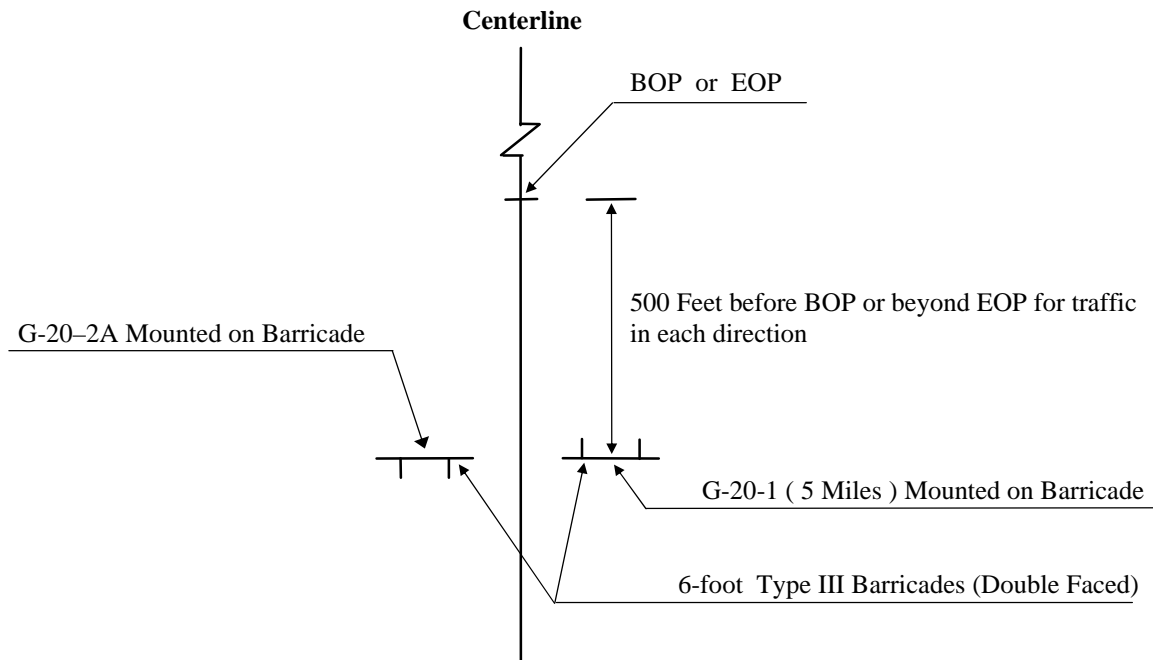 Centerline
BOP or EOP
500 Feet before BOP or beyond EOP for traffic
in each direction
G-20–2A Mounted on Barricade
G-20-1 ( 5 Miles ) Mounted on Barricade
6-foot Type III Barricades (Double Faced)